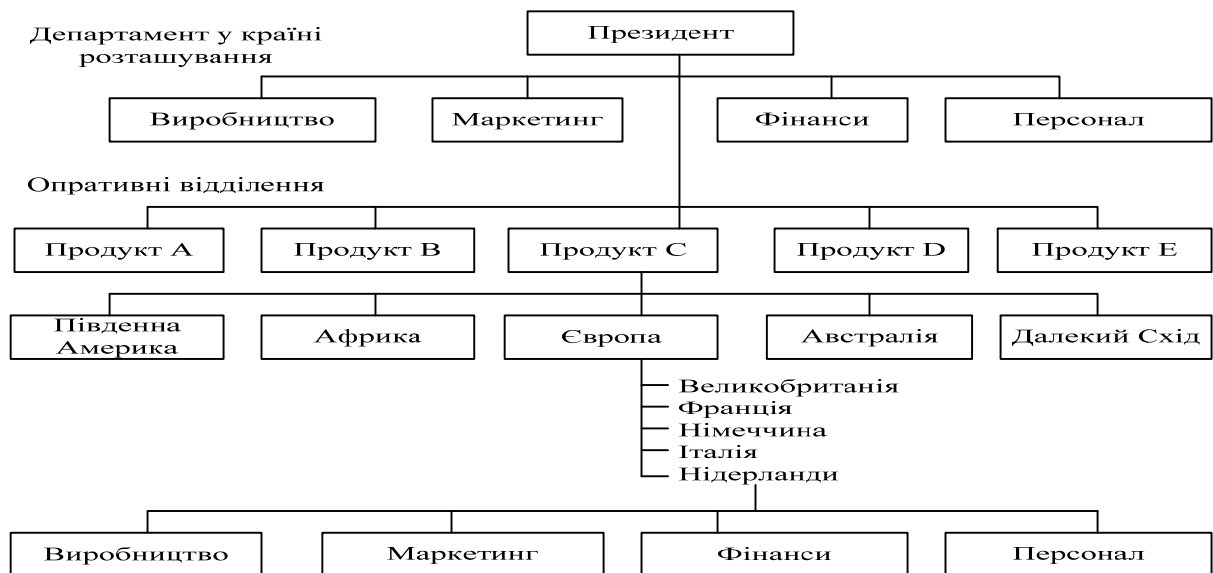 Департамент у країні
розташування
Президент
Виробництво
Маркетинг
Фінанси
Персонал
Опративні відділення
Продукт A
Продукт B
Продукт C
Продукт D
Продукт E
Південна
Америка
Африка
Європа
Австралія
Далекий Схід
Великобританія
Франція
Німеччина
Італія
Нідерланди
Виробництво
Маркетинг
Фінанси
Персонал